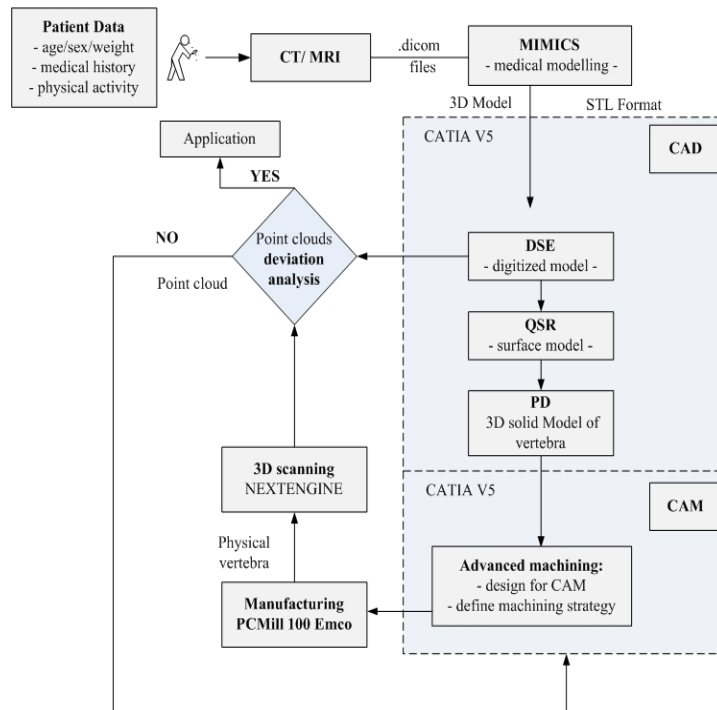 Patient Data
- age/sex/weight
- medical history
- physical activity
CT/ MRI
.dicom
files
MIMICS
- medical modelling -
3D Model
STL Format
CATIA V5
CAD
Application
YES
NO
Point clouds
deviation
analysis
Point cloud
DSE
- digitized model -
QSR
- surface model -
PD
3D solid Model of
vertebra
3D scanning
NEXTENGINE
CATIA V5
CAM
Physical
vertebra
Advanced machining:
- design for CAM
- define machining strategy
Manufacturing
PCMill 100 Emco